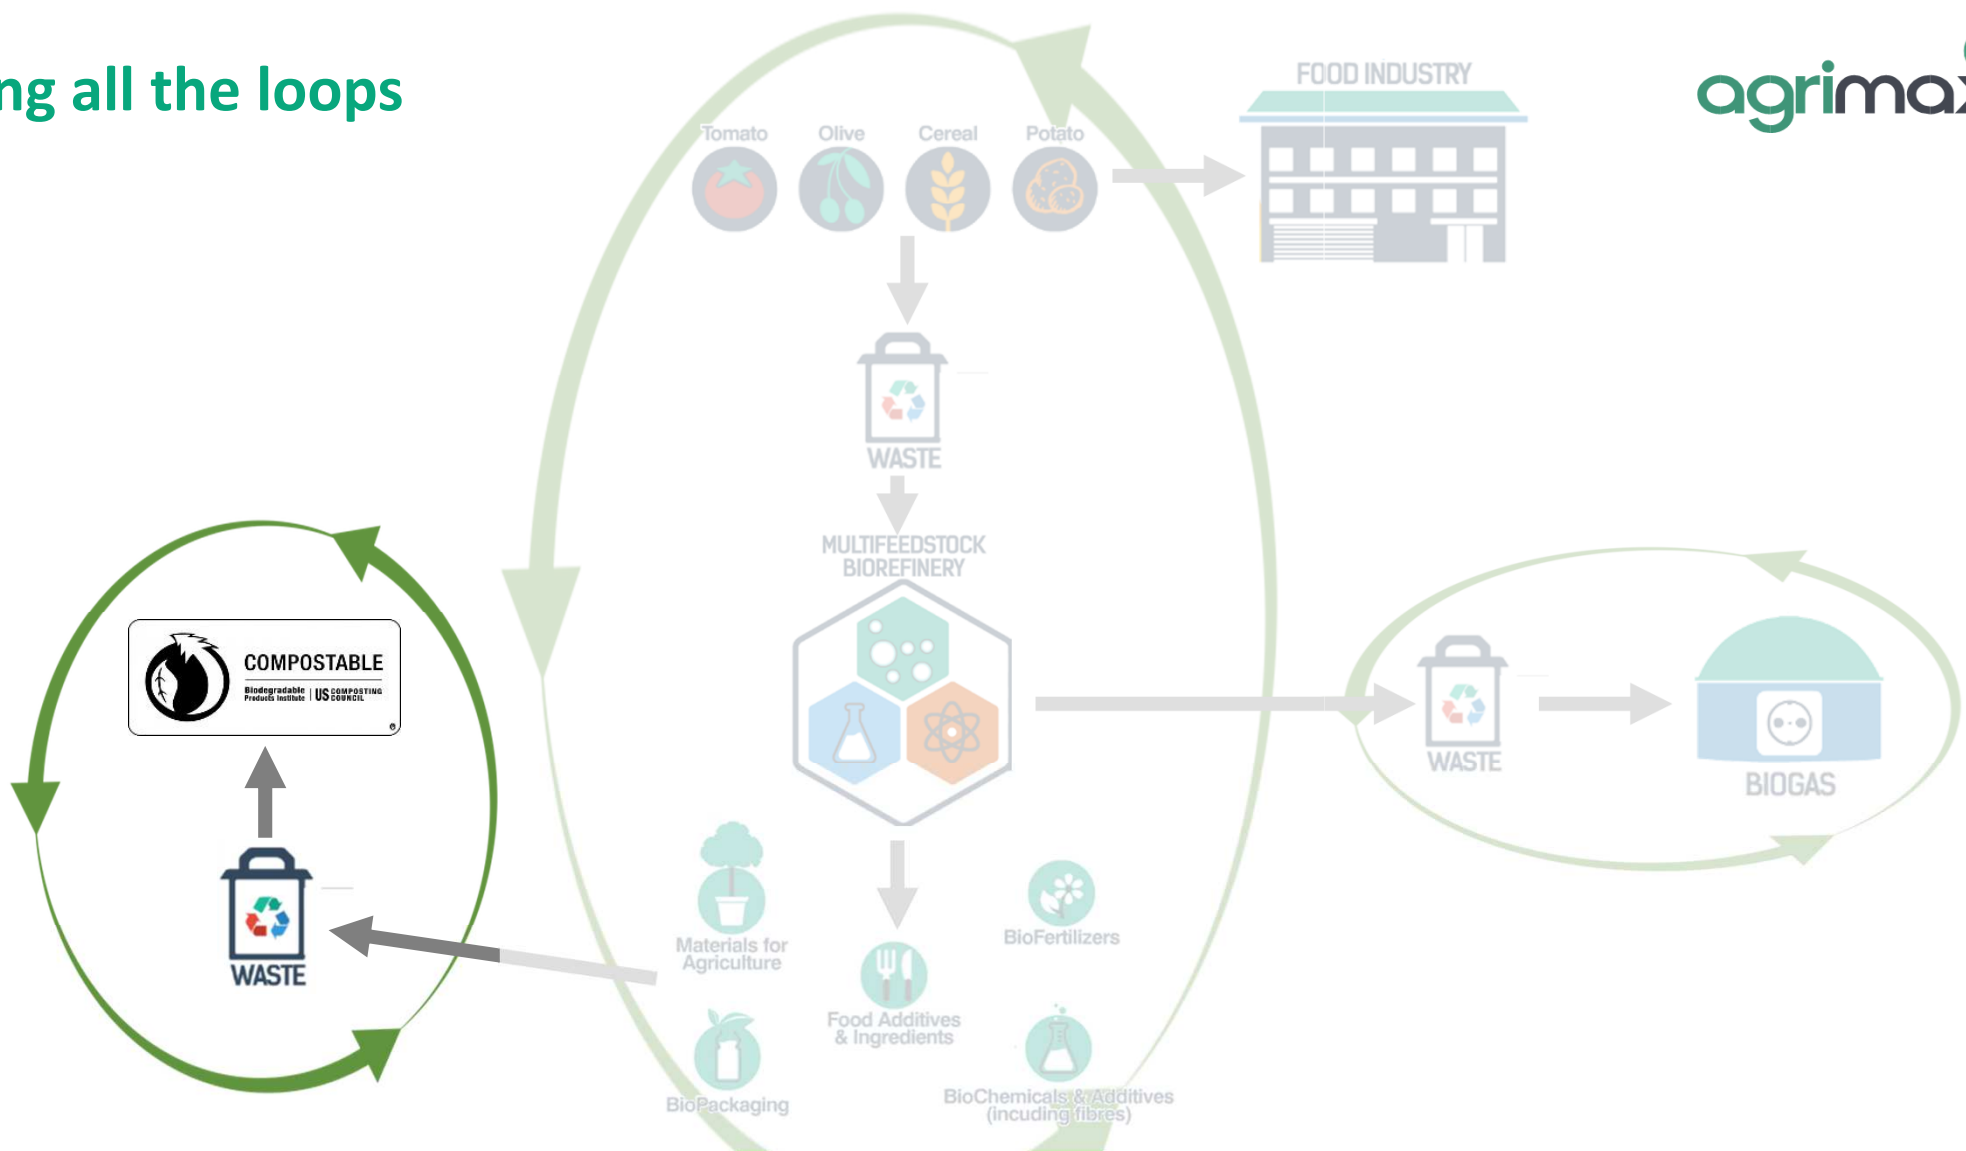 ng all the loops
agrimax
FOOD INDUSTRY
Tomato
Olive
Cereal
Potato
WASTE
MULTIFEEDSTOCK
BIOREFINERY
COMPOSTABLE
Biodegradable
Products Institute
US COMPOSTING
COUNCIL
WASTE
BIOGAS
WASTE
Materials for
Agriculture
BioFertilizers
Food Additives
& Ingredients
BioPackaging
BioChemicals & Additives
(incuding fibres)